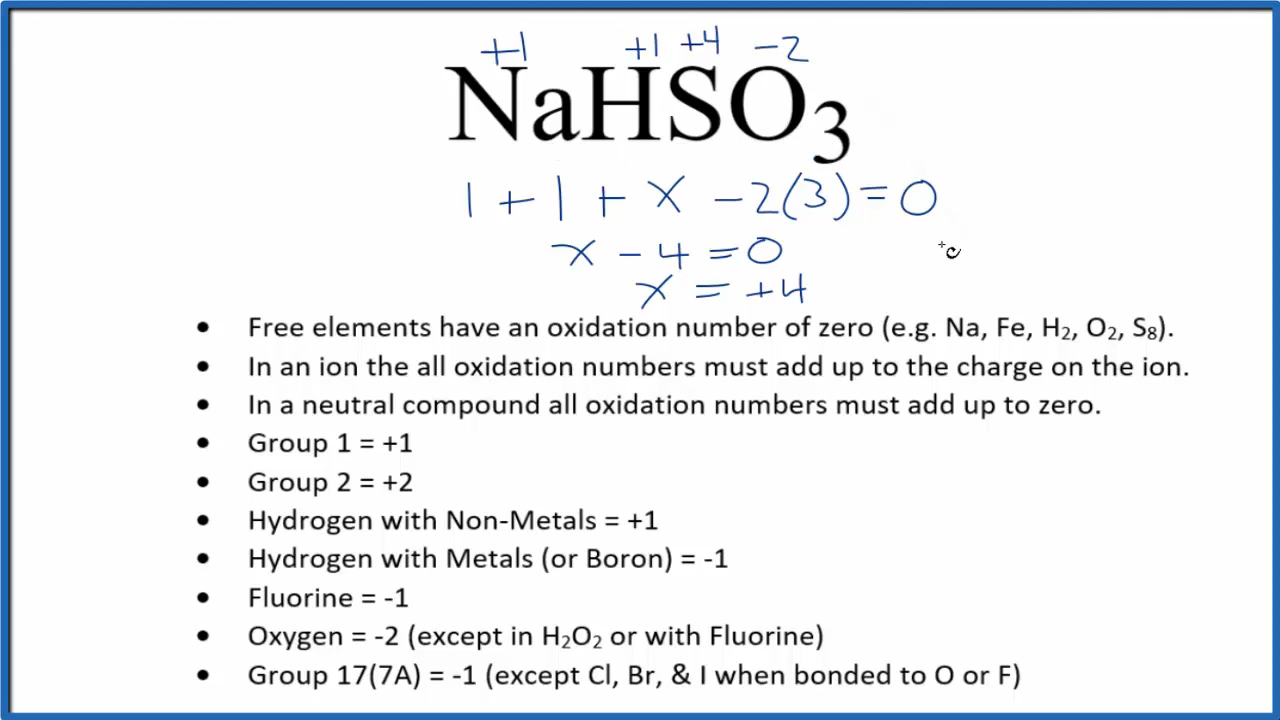 +1 +1 +4 -2
NaHSO₃
1 + 1 + x - 2(3) = 0
x - 4 = 0
x = +4
• Free elements have an oxidation number of zero (e.g. Na, Fe, H₂, O₂, S₈).
• In an ion the all oxidation numbers must add up to the charge on the ion.
• In a neutral compound all oxidation numbers must add up to zero.
• Group 1 = +1
• Group 2 = +2
• Hydrogen with Non-Metals = +1
• Hydrogen with Metals (or Boron) = -1
• Fluorine = -1
• Oxygen = -2 (except in H₂O₂ or with Fluorine)
• Group 17(7A) = -1 (except Cl, Br, & I when bonded to O or F)